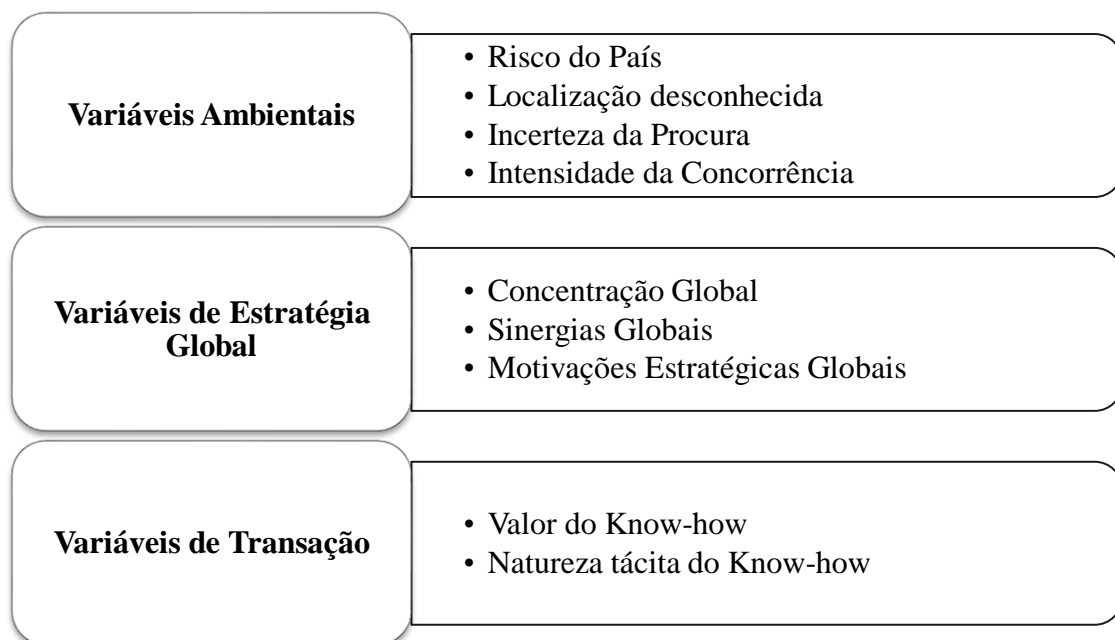 Variáveis Ambientais
• Risco do País
• Localização desconhecida
• Incerteza da Procura
• Intensidade da Concorrência
Variáveis de Estratégia
Global
• Concentração Global
• Sinergias Globais
• Motivações Estratégicas Globais
Variáveis de Transação
• Valor do Know-how
• Natureza tácita do Know-how